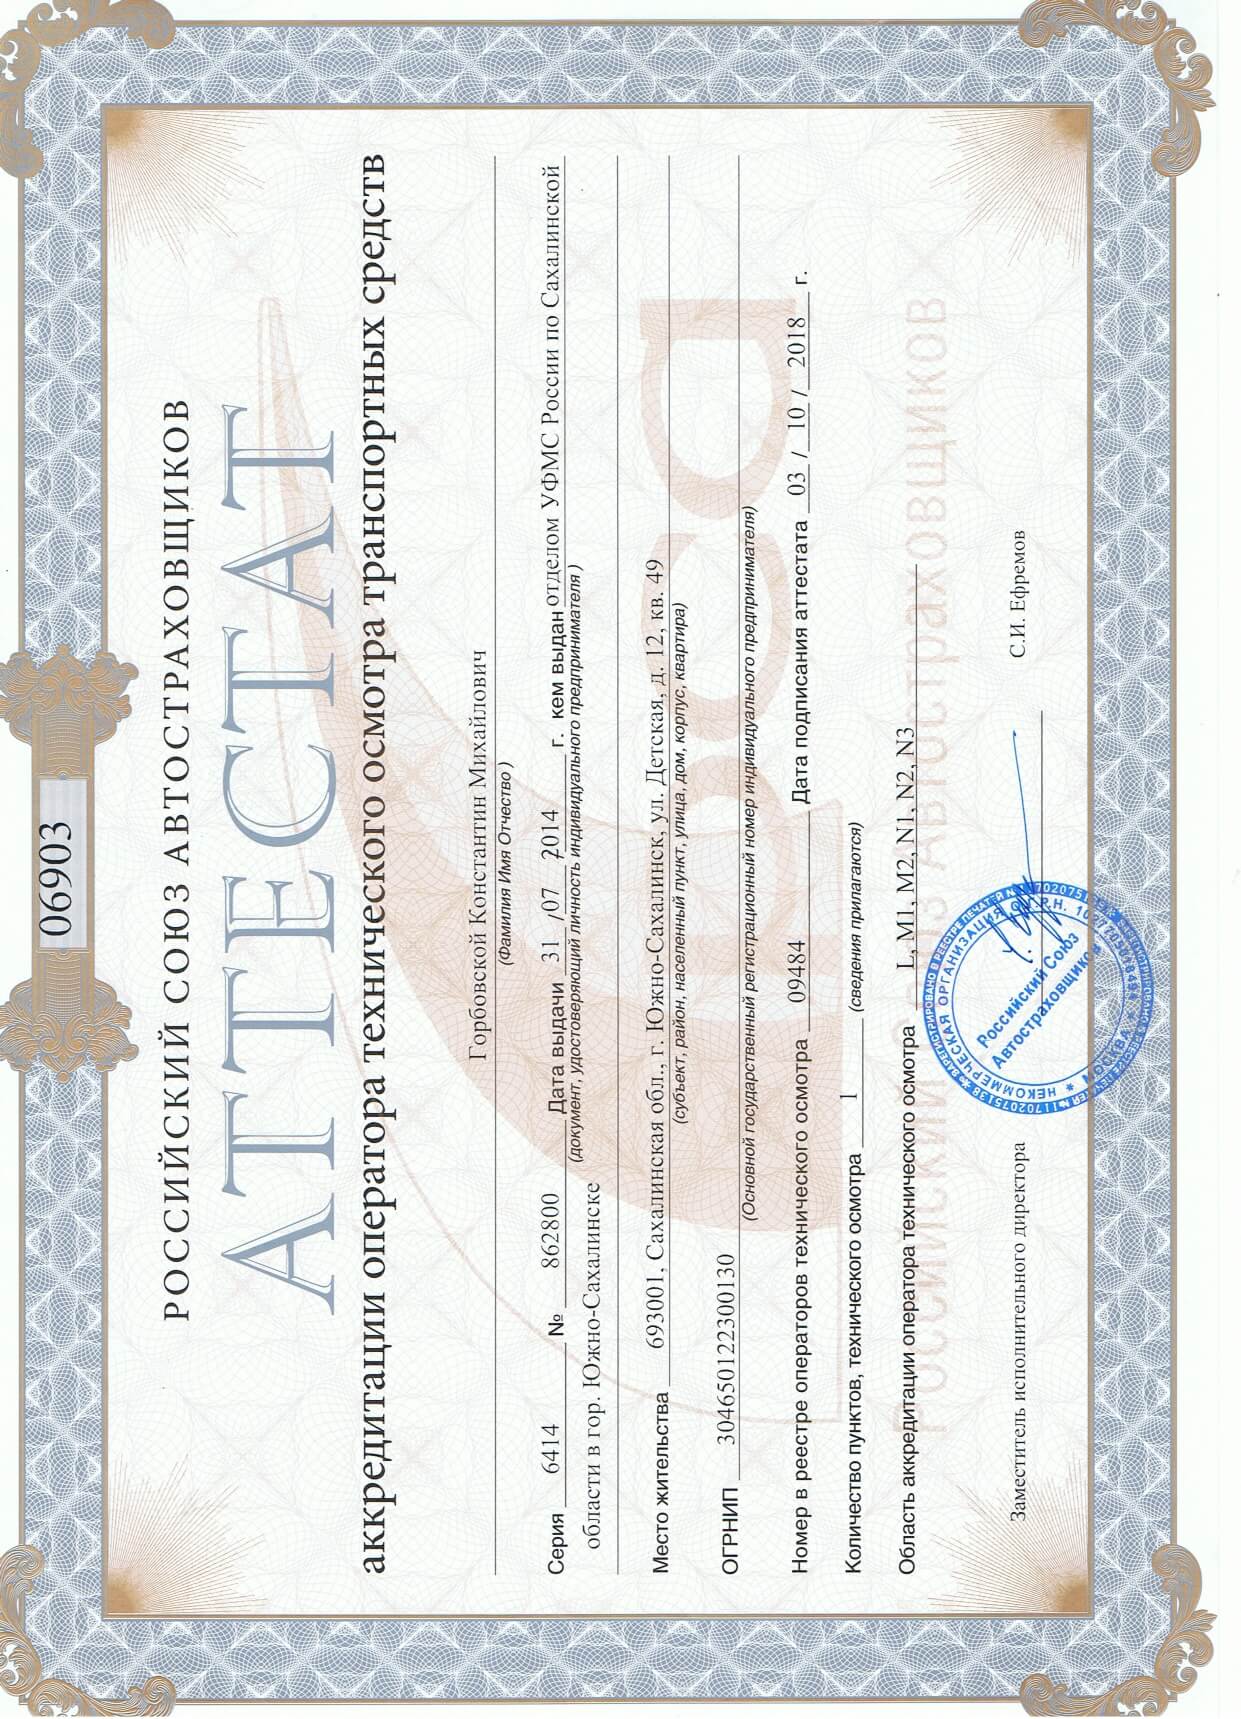 06903
РОССИЙСКИЙ СОЮЗ АВТОСТРАХОВЩИКОВ
АТТЕСТАТ
аккредитации оператора технического осмотра транспортных средств
Горбовской Константин Михайлович
(Фамилия Имя Отчество )
Серия 6414 № 862800 Дата выдачи 31 /07 /2014 г. кем выдан отделом УФМС России по Сахалинской
(документ, удостоверяющий личность индивидуального предпринимателя )
области в гор. Южно-Сахалинске
Место жительства 693001, Сахалинская обл., г. Южно-Сахалинск, ул. Детская, д. 12, кв. 49
(субъект, район, населенный пункт, улица, дом, корпус, квартира)
ОГРНИП 304650122300130
(Основной государственный регистрационный номер индивидуального предпринимателя)
рса
Номер в реестре операторов технического осмотра 09484 Дата подписания аттестата 03 / 10 / 2018 г.
Количество пунктов, технического осмотра 1 (сведения прилагаются)
Область аккредитации оператора технического осмотра L, M1, M2, N1, N2, N3
Российский Союз Автостраховщиков
Заместитель исполнительного директора С.И. Ефремов
НЕКОММЕРЧЕСКАЯ ОРГАНИЗАЦИЯ
МОСКВА
Российский Союз
Автостраховщиков